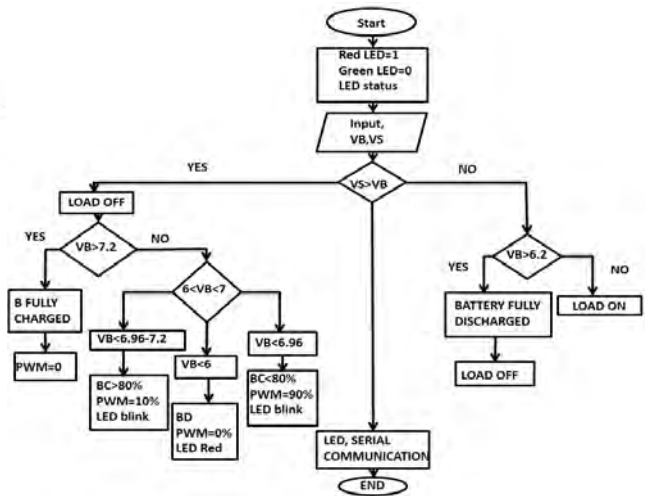 Start
Red LED=1
Green LED=0
LED status
Input,
VB,VS
YES
VS>VB
NO
LOAD OFF
YES
VB>7.2
NO
VB>6.2
YES
NO
B FULLY
CHARGED
6<VB<7
BATTERY FULLY
DISCHARGED
LOAD ON
VB<6.96-7.2
VB<6
VB<6.96
PWM=0
LOAD OFF
BC>80%
PWM=10%
LED blink
BD
PWM=0%
LED Red
BC<80%
PWM=90%
LED blink
LED, SERIAL
COMMUNICATION
END